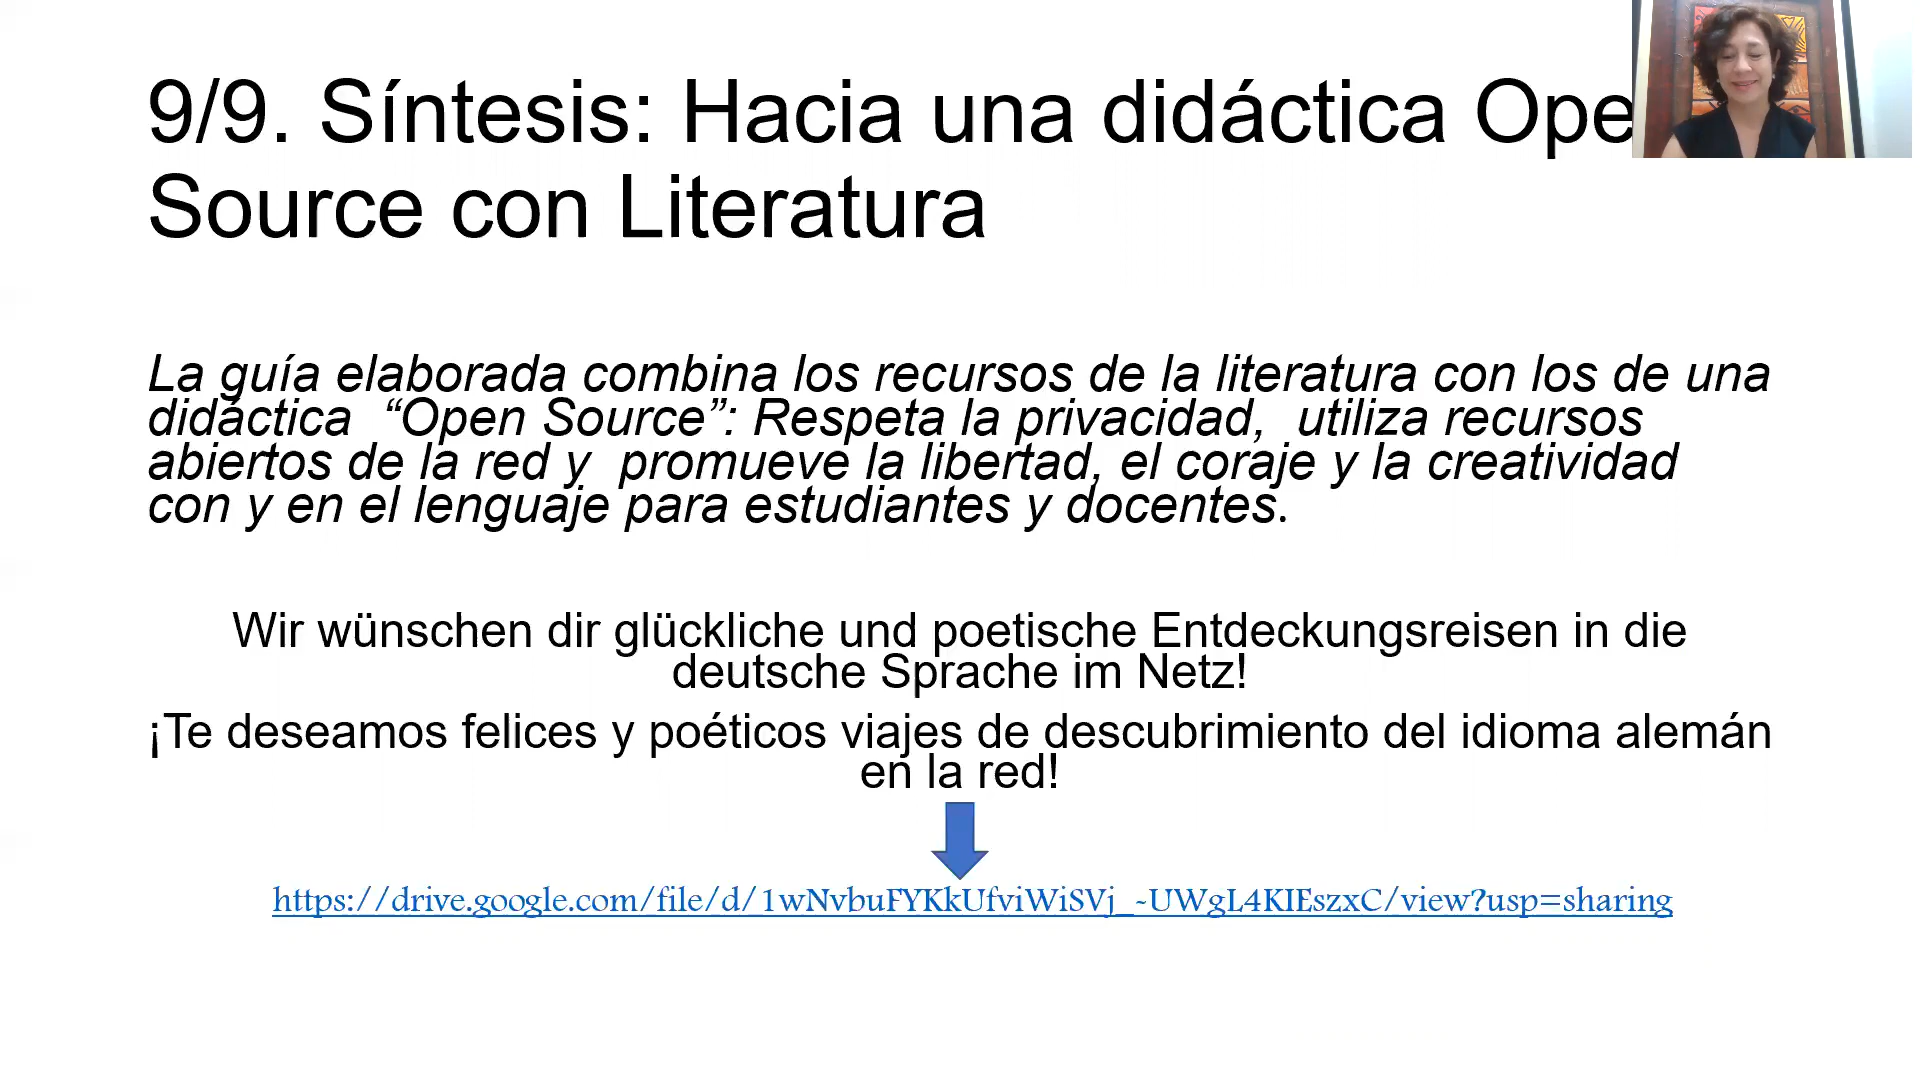 9/9. Síntesis: Hacia una didáctica Ope
Source con Literatura
La guía elaborada combina los recursos de la literatura con los de una
didáctica “Open Source”: Respeta la privacidad, utiliza recursos
abiertos de la red y promueve la libertad, el coraje y la creatividad
con y en el lenguaje para estudiantes y docentes.
Wir wünschen dir glückliche und poetische Entdeckungsreisen in die
deutsche Sprache im Netz!
¡Te deseamos felices y poéticos viajes de descubrimiento del idioma alemán
en la red!
https://drive.google.com/file/d/1wNvbuFYKkUfviWiSVj_-UWgL4KIEszxC/view?usp=sharing